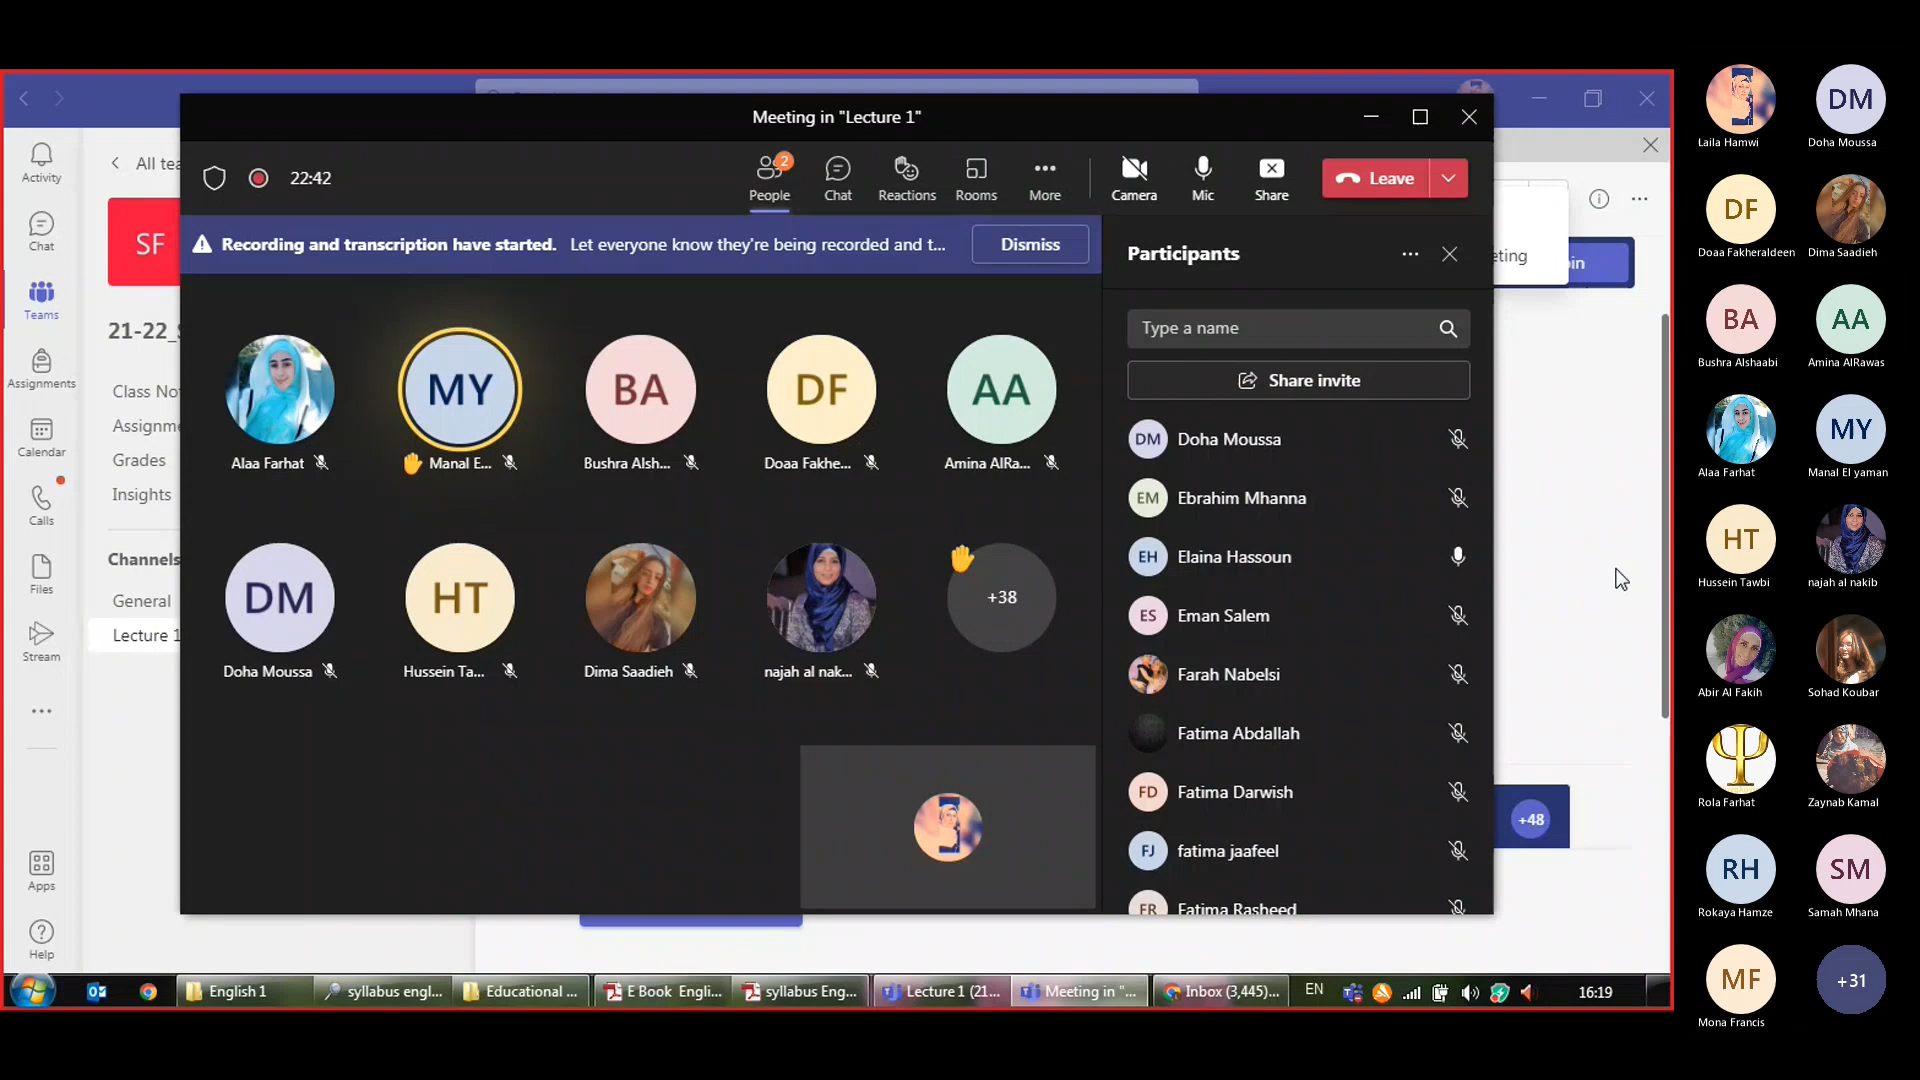 Meeting in "Lecture 1"
22:42
2
People
Chat
Reactions
Rooms
More
Camera
Mic
Share
Leave
Recording and transcription have started. Let everyone know they're being recorded and t...
Dismiss
Alaa Farhat
MY
Manal E...
BA
Bushra Alsh...
DF
Doaa Fakhe...
AA
Amina AlRa...
DM
Doha Moussa
HT
Hussein Ta...
Dima Saadieh
najah al nak...
+38
Participants
Type a name
Share invite
DM Doha Moussa
EM Ebrahim Mhanna
EH Elaina Hassoun
ES Eman Salem
Farah Nabelsi
Fatima Abdallah
FD Fatima Darwish
FJ fatima jaafeel
FR Fatima Rasheed
Activity
Chat
Teams
Assignments
Calendar
Calls
Files
Stream
Apps
Help
All tea
SF
21-22_S
Class No
Assignme
Grades
Insights
Channels
General
Lecture 1
eting
in
+48
English 1
syllabus engl...
Educational ...
E Book Engli...
syllabus Eng...
Lecture 1 (21...
Meeting in "...
Inbox (3,445)...
EN
16:19
Laila Hamwi
DM
Doha Moussa
DF
Doaa Fakheraldeen
Dima Saadieh
BA
Bushra Alshaabi
AA
Amina AlRawas
Alaa Farhat
MY
Manal El yaman
HT
Hussein Tawbi
najah al nakib
Abir Al Fakih
Sohad Koubar
Rola Farhat
Zaynab Kamal
RH
Rokaya Hamze
SM
Samah Mhana
MF
Mona Francis
+31